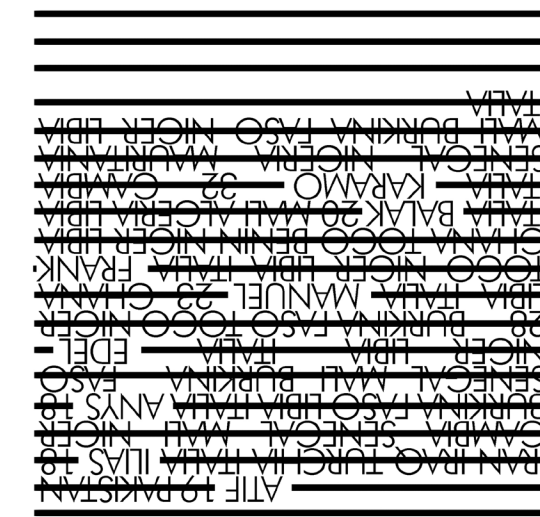 ATIF 19 PAKISTAN
IRAN IRAQ TURCHIA ITALIA ILIAS 18
GAMBIA SENEGAL MALI NIGER
BURKINA FASO LIBIA ITALIA ANYS 18
SENEGAL MALI BURKINA FASO
NIGER LIBIA ITALIA EDEL
28 BURKINA FASO TOGO NIGER
LIBIA ITALIA MANUEL 23 GHANA
TOGO NIGER LIBIA ITALIA FRANK
GHANA TOGO BENIN NIGER LIBIA
ITALIA BALAK 20 MALI ALGERIA LIBIA
ITALIA KARAMO 32 GAMBIA
SENEGAL NIGERIA MAURITANIA
MALI BURKINA FASO NIGER LIBIA
ITALIA